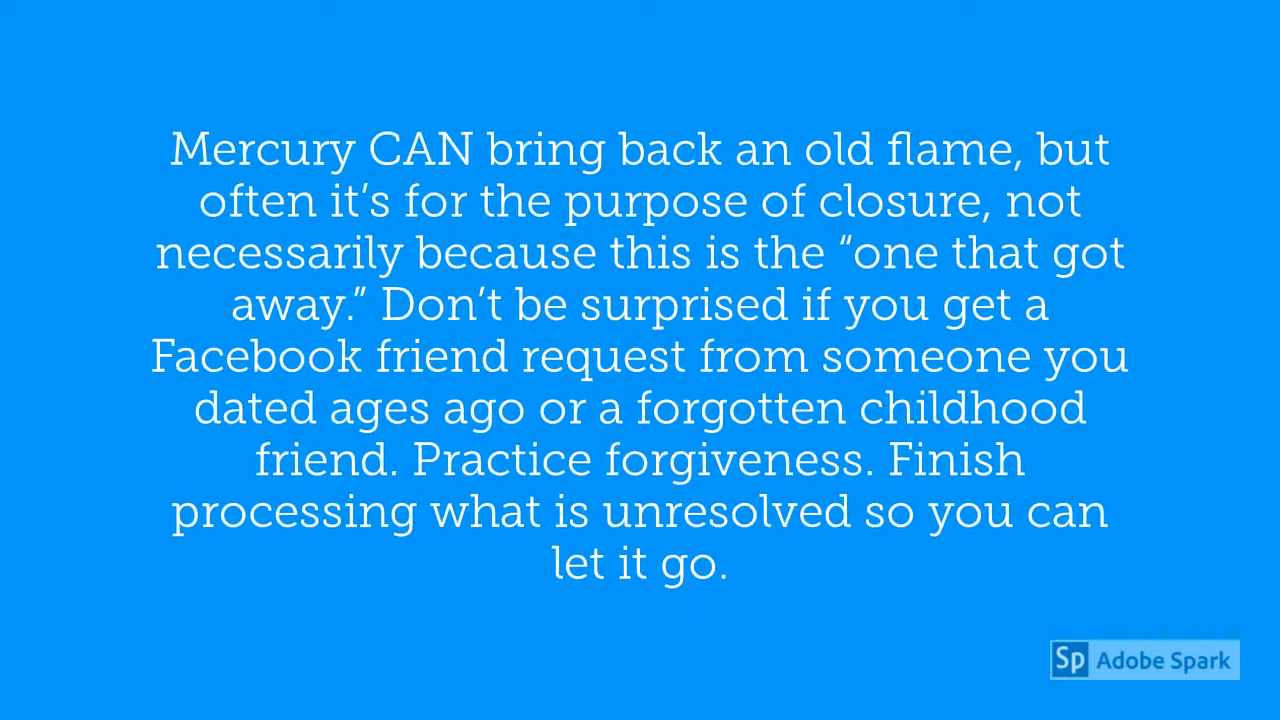 Mercury CAN bring back an old flame, but
often it’s for the purpose of closure, not
necessarily because this is the “one that got
away.” Don’t be surprised if you get a
Facebook friend request from someone you
dated ages ago or a forgotten childhood
friend. Practice forgiveness. Finish
processing what is unresolved so you can
let it go.
Sp Adobe Spark